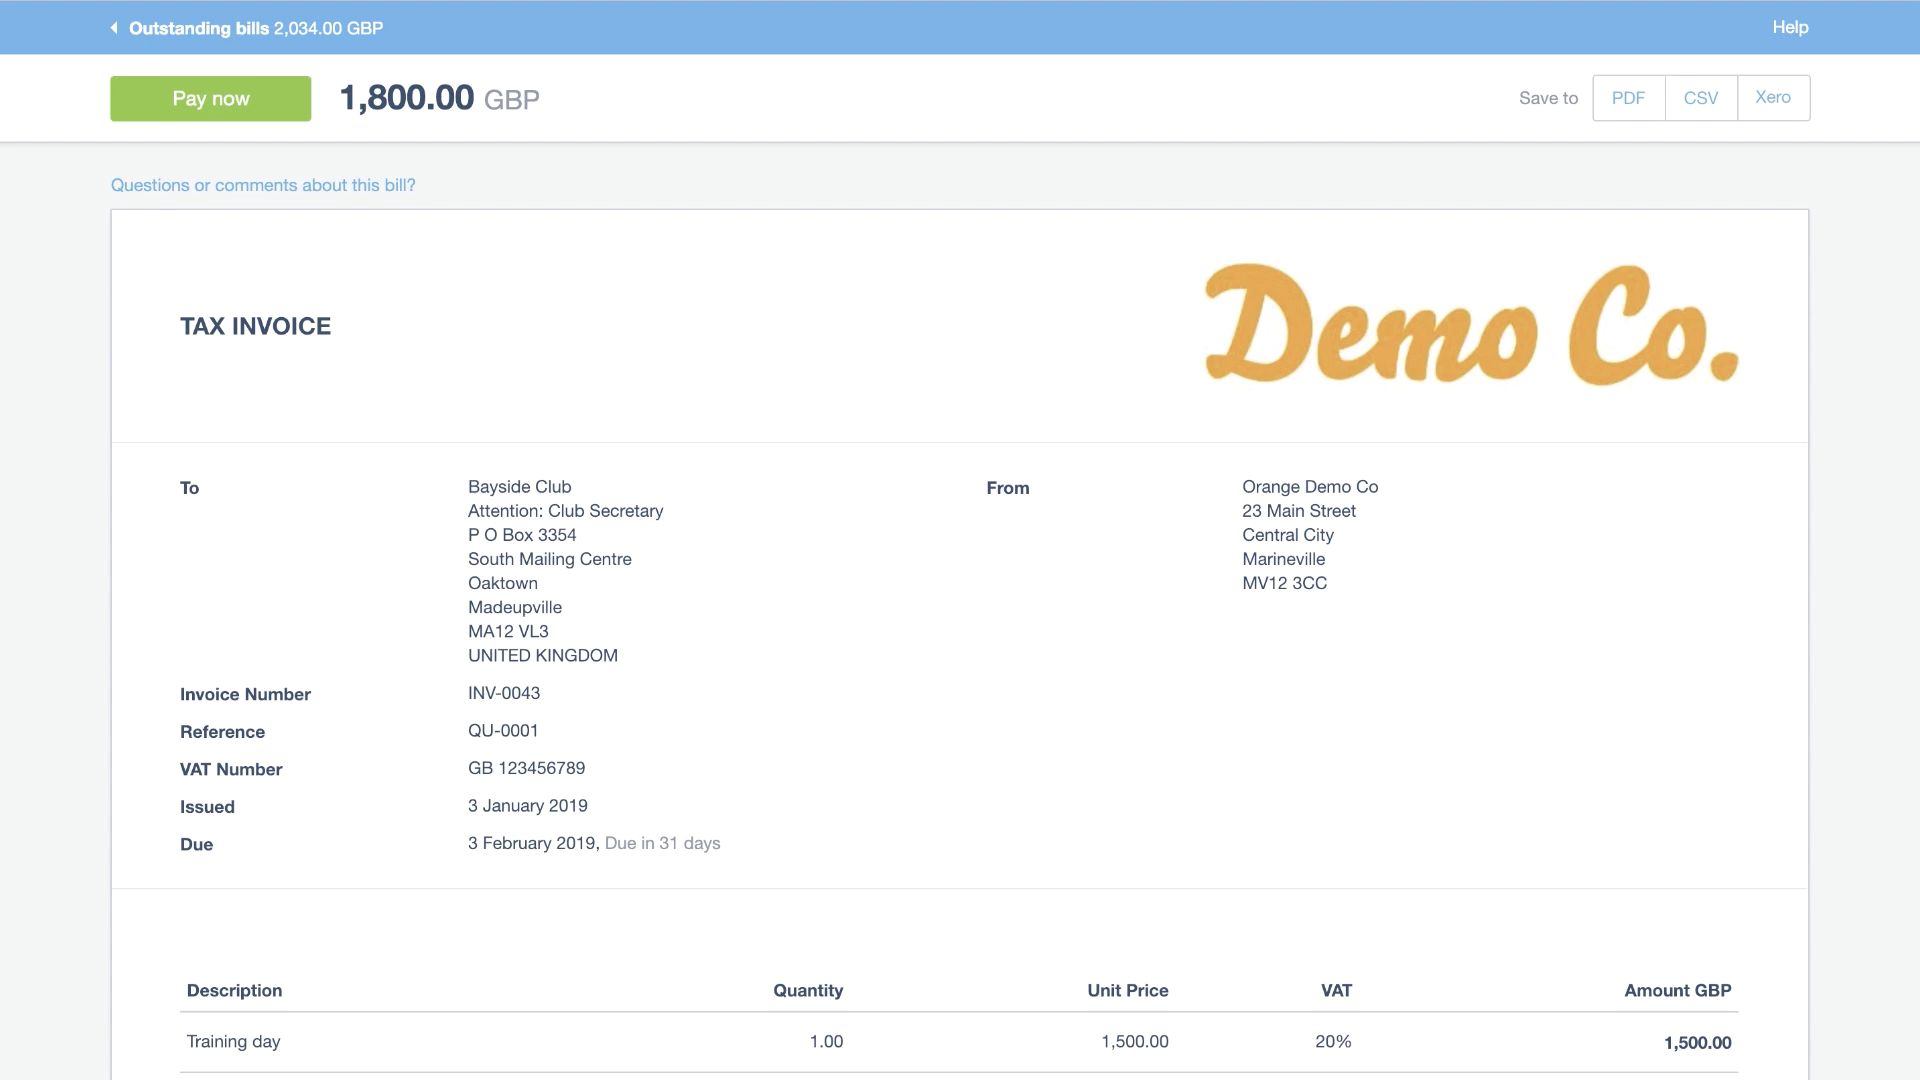 Outstanding bills 2,034.00 GBP
Help
Pay now
1,800.00 GBP
Save to
PDF
CSV
Xero
Questions or comments about this bill?
TAX INVOICE
Demo Co.
To
Bayside Club
Attention: Club Secretary
P O Box 3354
South Mailing Centre
Oaktown
Madeupville
MA12 VL3
UNITED KINGDOM
From
Orange Demo Co
23 Main Street
Central City
Marineville
MV12 3CC
Invoice Number
INV-0043
Reference
QU-0001
VAT Number
GB 123456789
Issued
3 January 2019
Due
3 February 2019, Due in 31 days
Description Quantity Unit Price VAT Amount GBP
Training day 1.00 1,500.00 20% 1,500.00